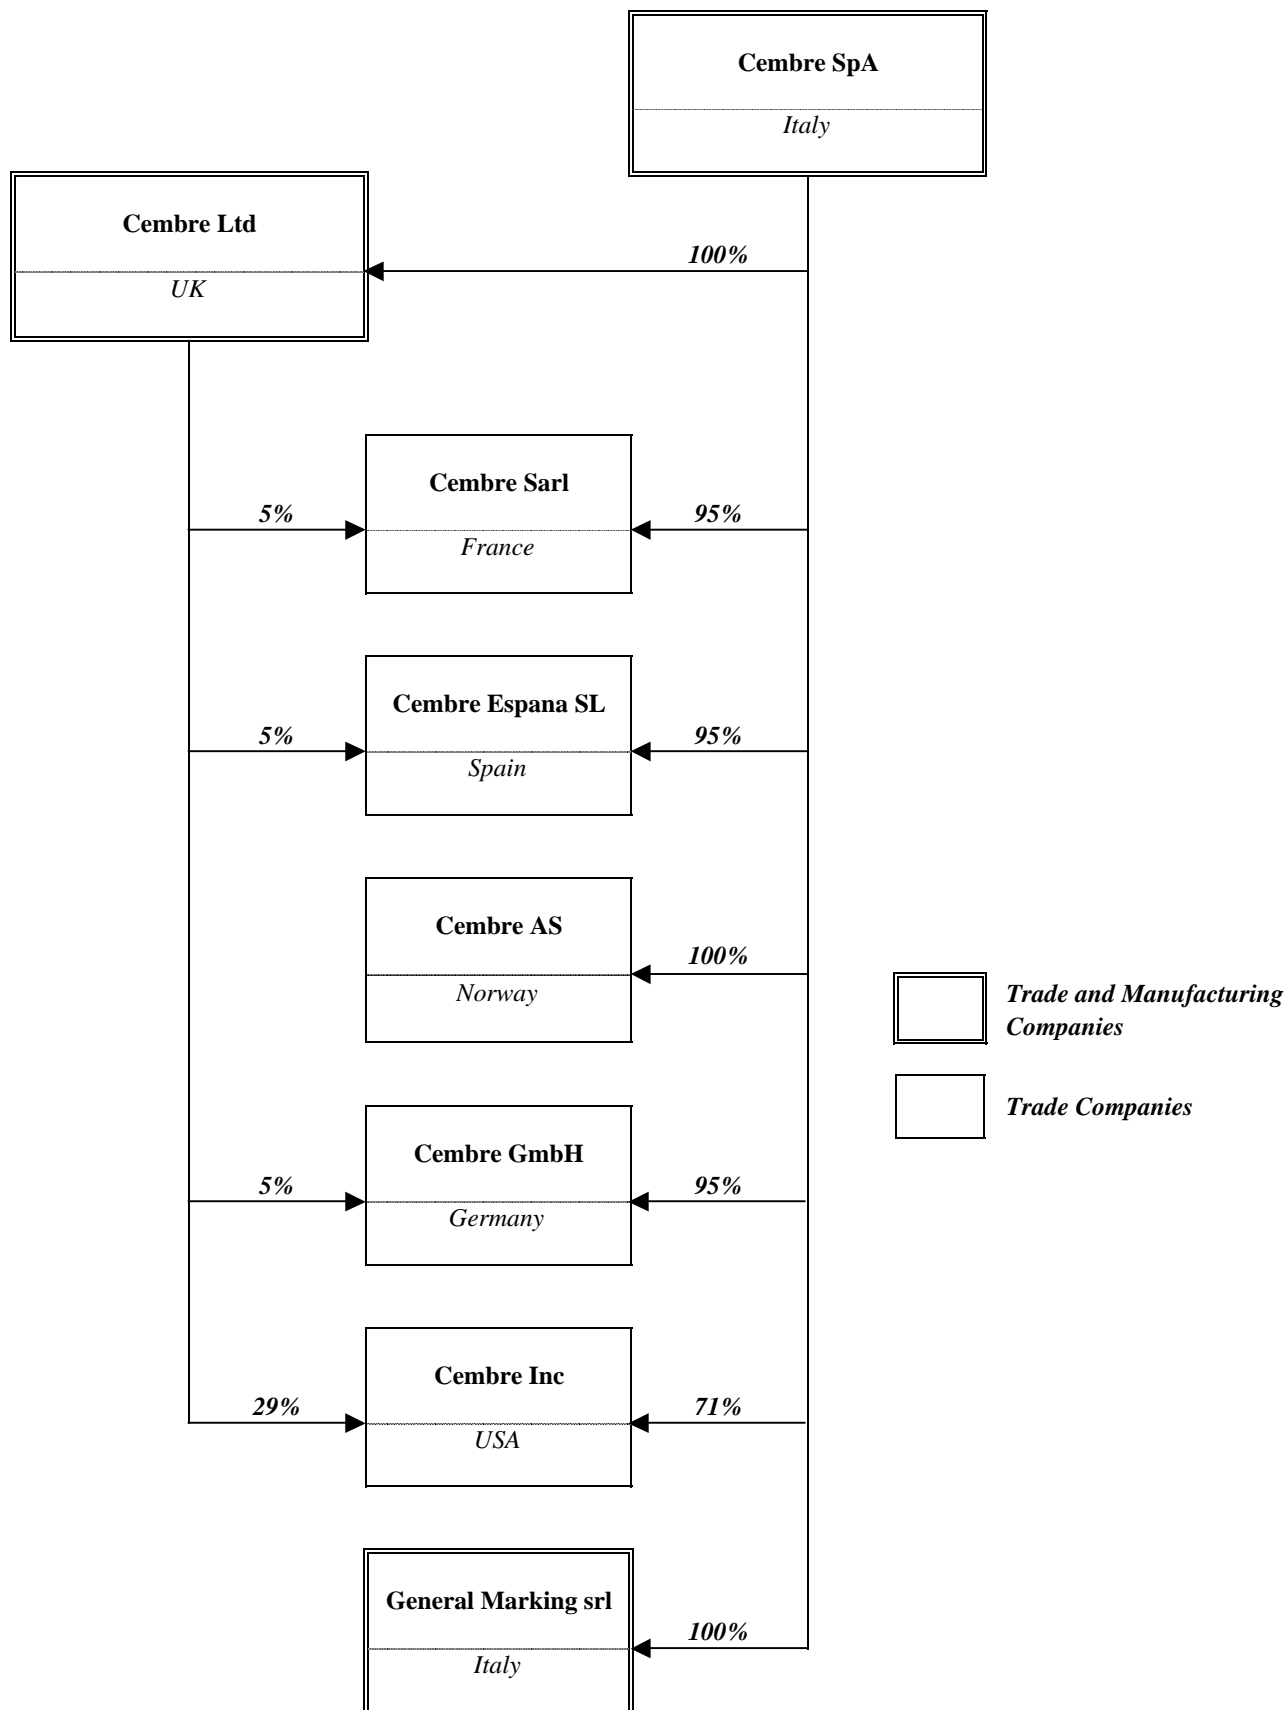 Cembre SpA
Italy
Cembre Ltd
UK
100%
Cembre Sarl
France
5%
95%
Cembre Espana SL
Spain
5%
95%
Cembre AS
Norway
100%
Trade and Manufacturing
Companies
Trade Companies
Cembre GmbH
Germany
5%
95%
Cembre Inc
USA
29%
71%
General Marking srl
Italy
100%